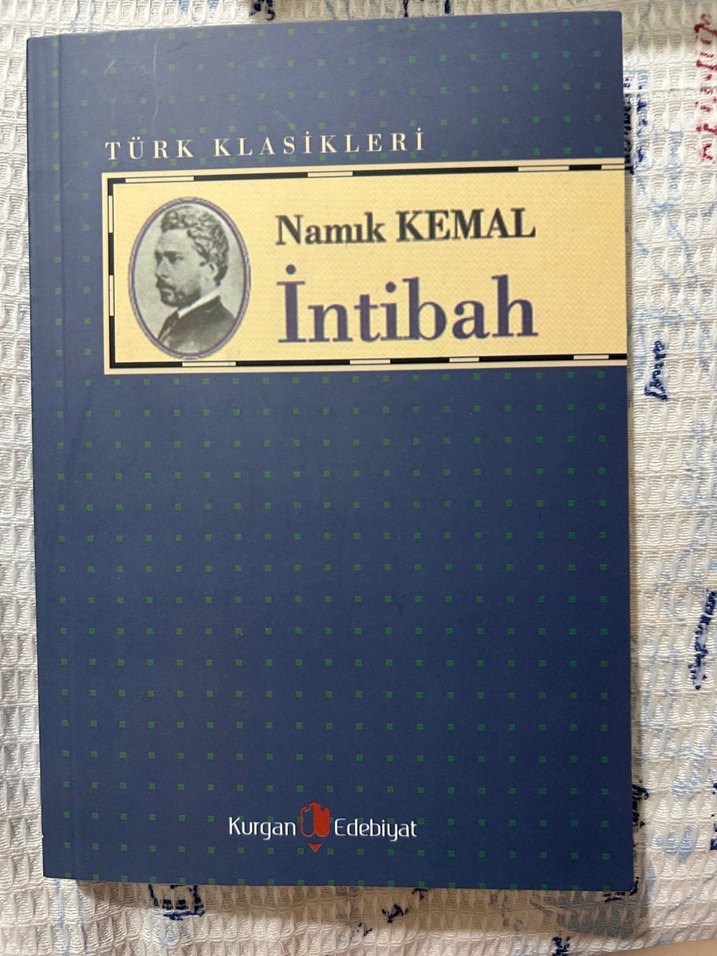 TÜRK KLASİKLERİ
Namık KEMAL
İntibah
Kurgan Edebiyat